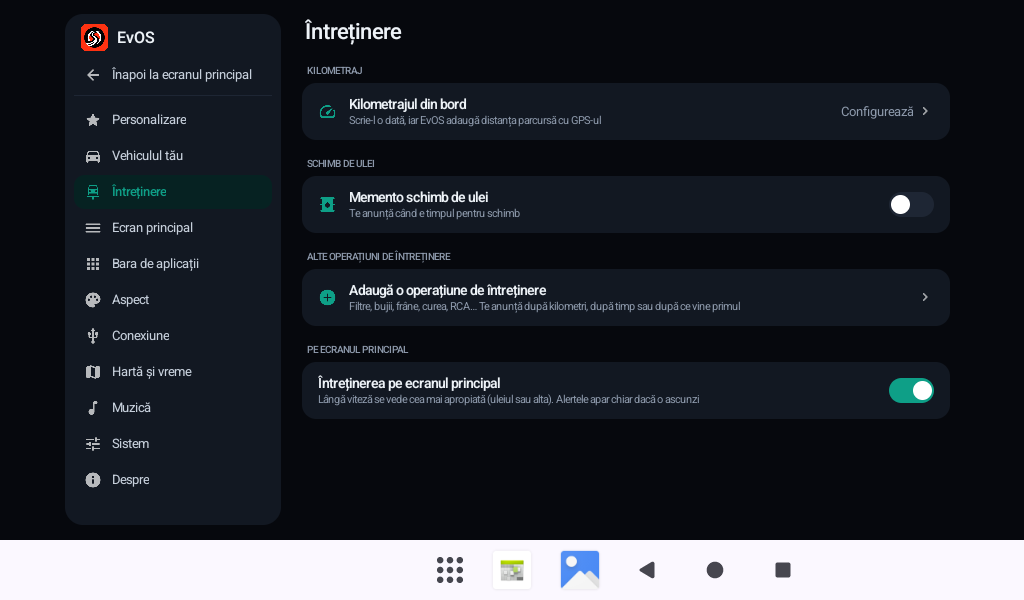 EvOS
Înapoi la ecranul principal
Personalizare
Vehiculul tău
Întreținere
Ecran principal
Bara de aplicații
Aspect
Conexiune
Hartă și vreme
Muzică
Sistem
Despre
Întreținere
KILOMETRAJ
Kilometrajul din bord
Scrie-l o dată, iar EvOS adaugă distanța parcursă cu GPS-ul
Configurează
SCHIMB DE ULEI
Memento schimb de ulei
Te anunță când e timpul pentru schimb
ALTE OPERAȚIUNI DE ÎNTREȚINERE
Adaugă o operațiune de întreținere
Filtre, bujii, frâne, curea, RCA... Te anunță după kilometri, după timp sau după ce vine primul
PE ECRANUL PRINCIPAL
Întreținerea pe ecranul principal
Lângă viteză se vede cea mai apropiată (uleiul sau alta). Alertele apar chiar dacă o ascunzi